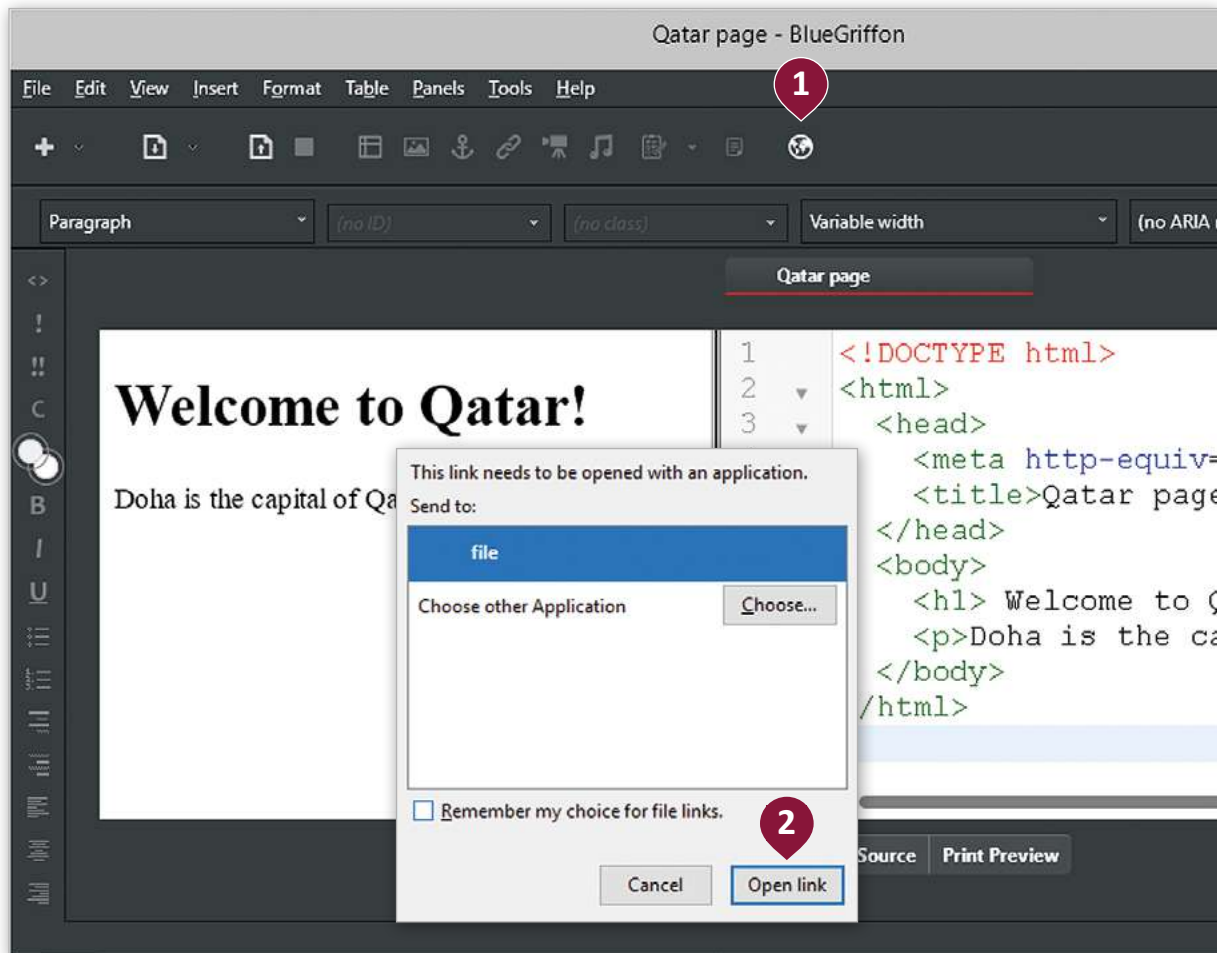 Qatar page - BlueGriffon
1
File Edit View Insert Format Table Panels Tools Help
Paragraph (no ID) (no class) Variable width (no ARIA
Qatar page
Welcome to Qatar!
Doha is the capital of
1 <!DOCTYPE html>
2 <html>
3 <head>
<meta http-equiv=
<title>Qatar page
</head>
<body>
<h1> Welcome to
<p>Doha is the
</body>
/html>
C
B
I
U
This link needs to be opened with an application.
Send to:
file
Choose other Application Choose...
Remember my choice for file links.
2
Cancel Open link
Source Print Preview